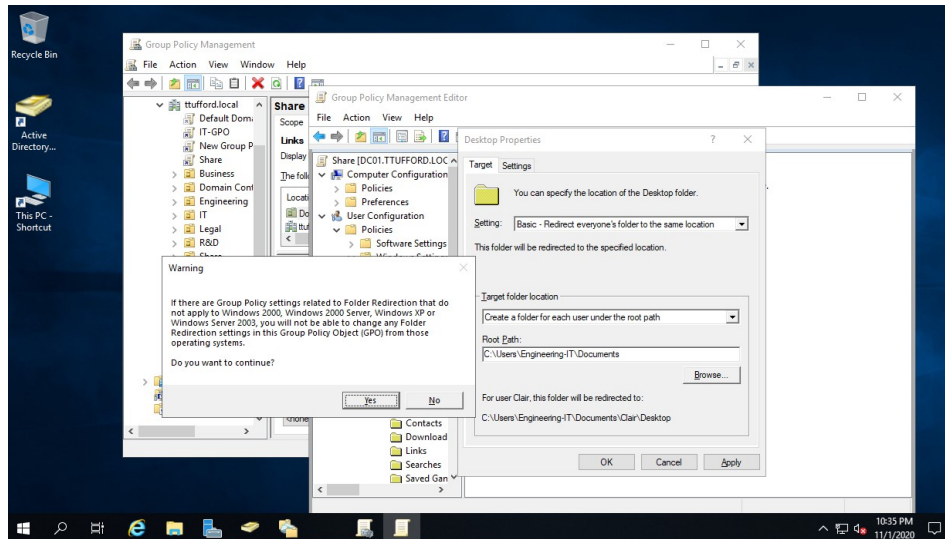 Recycle Bin
Active
Directory...
This PC -
Shortcut
Group Policy Management
File Action View Window Help
ttufford.local
Default Doma
IT-GPO
New Group P
Share
Business
Domain Cont
Engineering
IT
Legal
R&D
Share
Scope
Links
Display
The follo
Locati
Do
ttuf
Group Policy Management Editor
File Action View Help
Share [DC01.TTUFFORD.LOC
Computer Configuration
Policies
Preferences
User Configuration
Policies
Software Settings
Contacts
Download
Links
Searches
Saved Gan
Desktop Properties
Target Settings
You can specify the location of the Desktop folder.
Setting: Basic - Redirect everyone's folder to the same location
This folder will be redirected to the specified location.
Target folder location
Create a folder for each user under the root path
Root Path:
C:\Users\Engineering-IT\Documents
Browse...
For user Clair, this folder will be redirected to:
C:\Users\Engineering-IT\Documents\Clair\Desktop
OK Cancel Apply
Warning
If there are Group Policy settings related to Folder Redirection that do
not apply to Windows 2000, Windows 2000 Server, Windows XP or
Windows Server 2003, you will not be able to change any Folder
Redirection settings in this Group Policy Object (GPO) from those
operating systems.
Do you want to continue?
Yes No
10:35 PM
11/1/2020